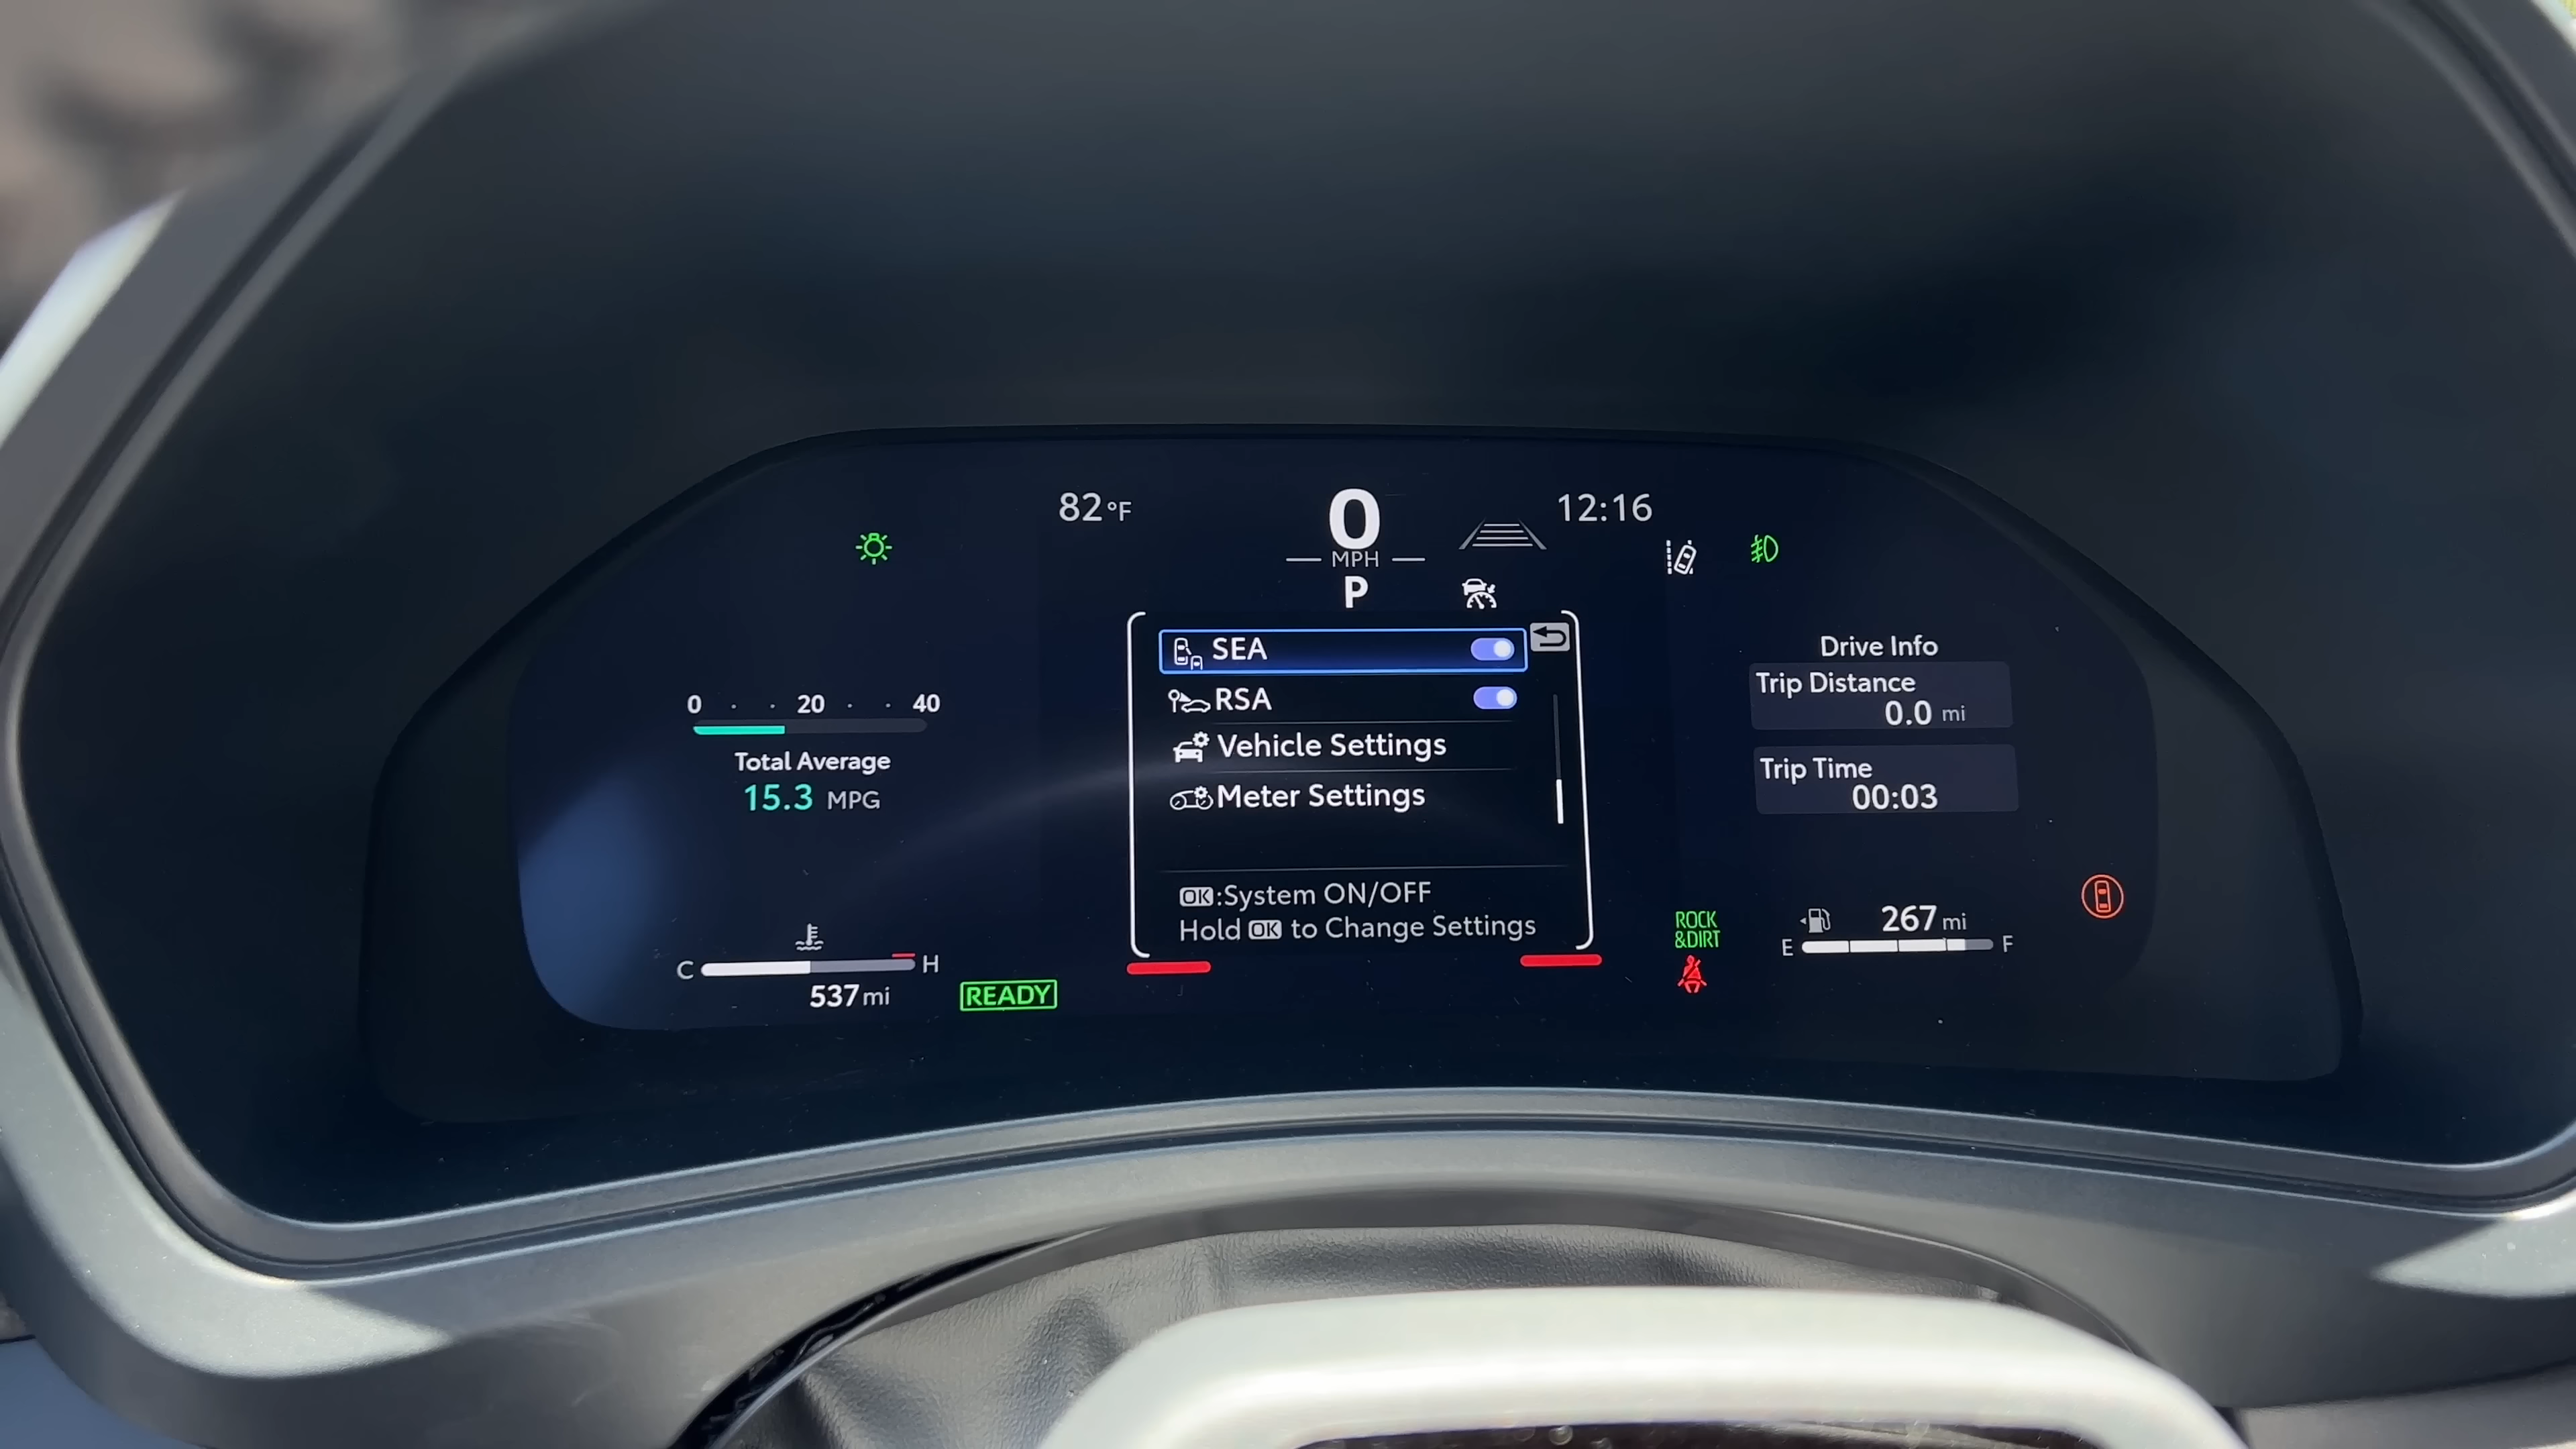 82°F
0
MPH
P
12:16
SEA
RSA
Vehicle Settings
Meter Settings
OK:System ON/OFF
Hold OK to Change Settings
0 · · 20 · · 40
Total Average
15.3 MPG
C H
537 mi
READY
Drive Info
Trip Distance
0.0 mi
Trip Time
00:03
ROCK
&DIRT
267 mi
E F